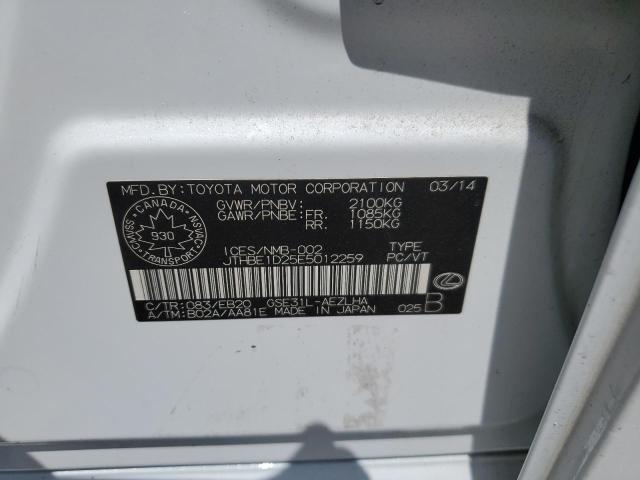 MFD.BY:TOYOTA MOTOR CORPORATION 03/14
GVWR/PNBV: 2100KG
GAWR/PNBE:FR. 1085KG
RR. 1150KG
CANADA
930
TRANSPORT
CMVSS
NSVAC
ICES/NMB-002 TYPE
JTHBE1D25E5012259 PC/VT
C/TR:083/EB20 GSE31L-AEZLHA
A/TM:B02A/AA81E MADE IN JAPAN 025 B